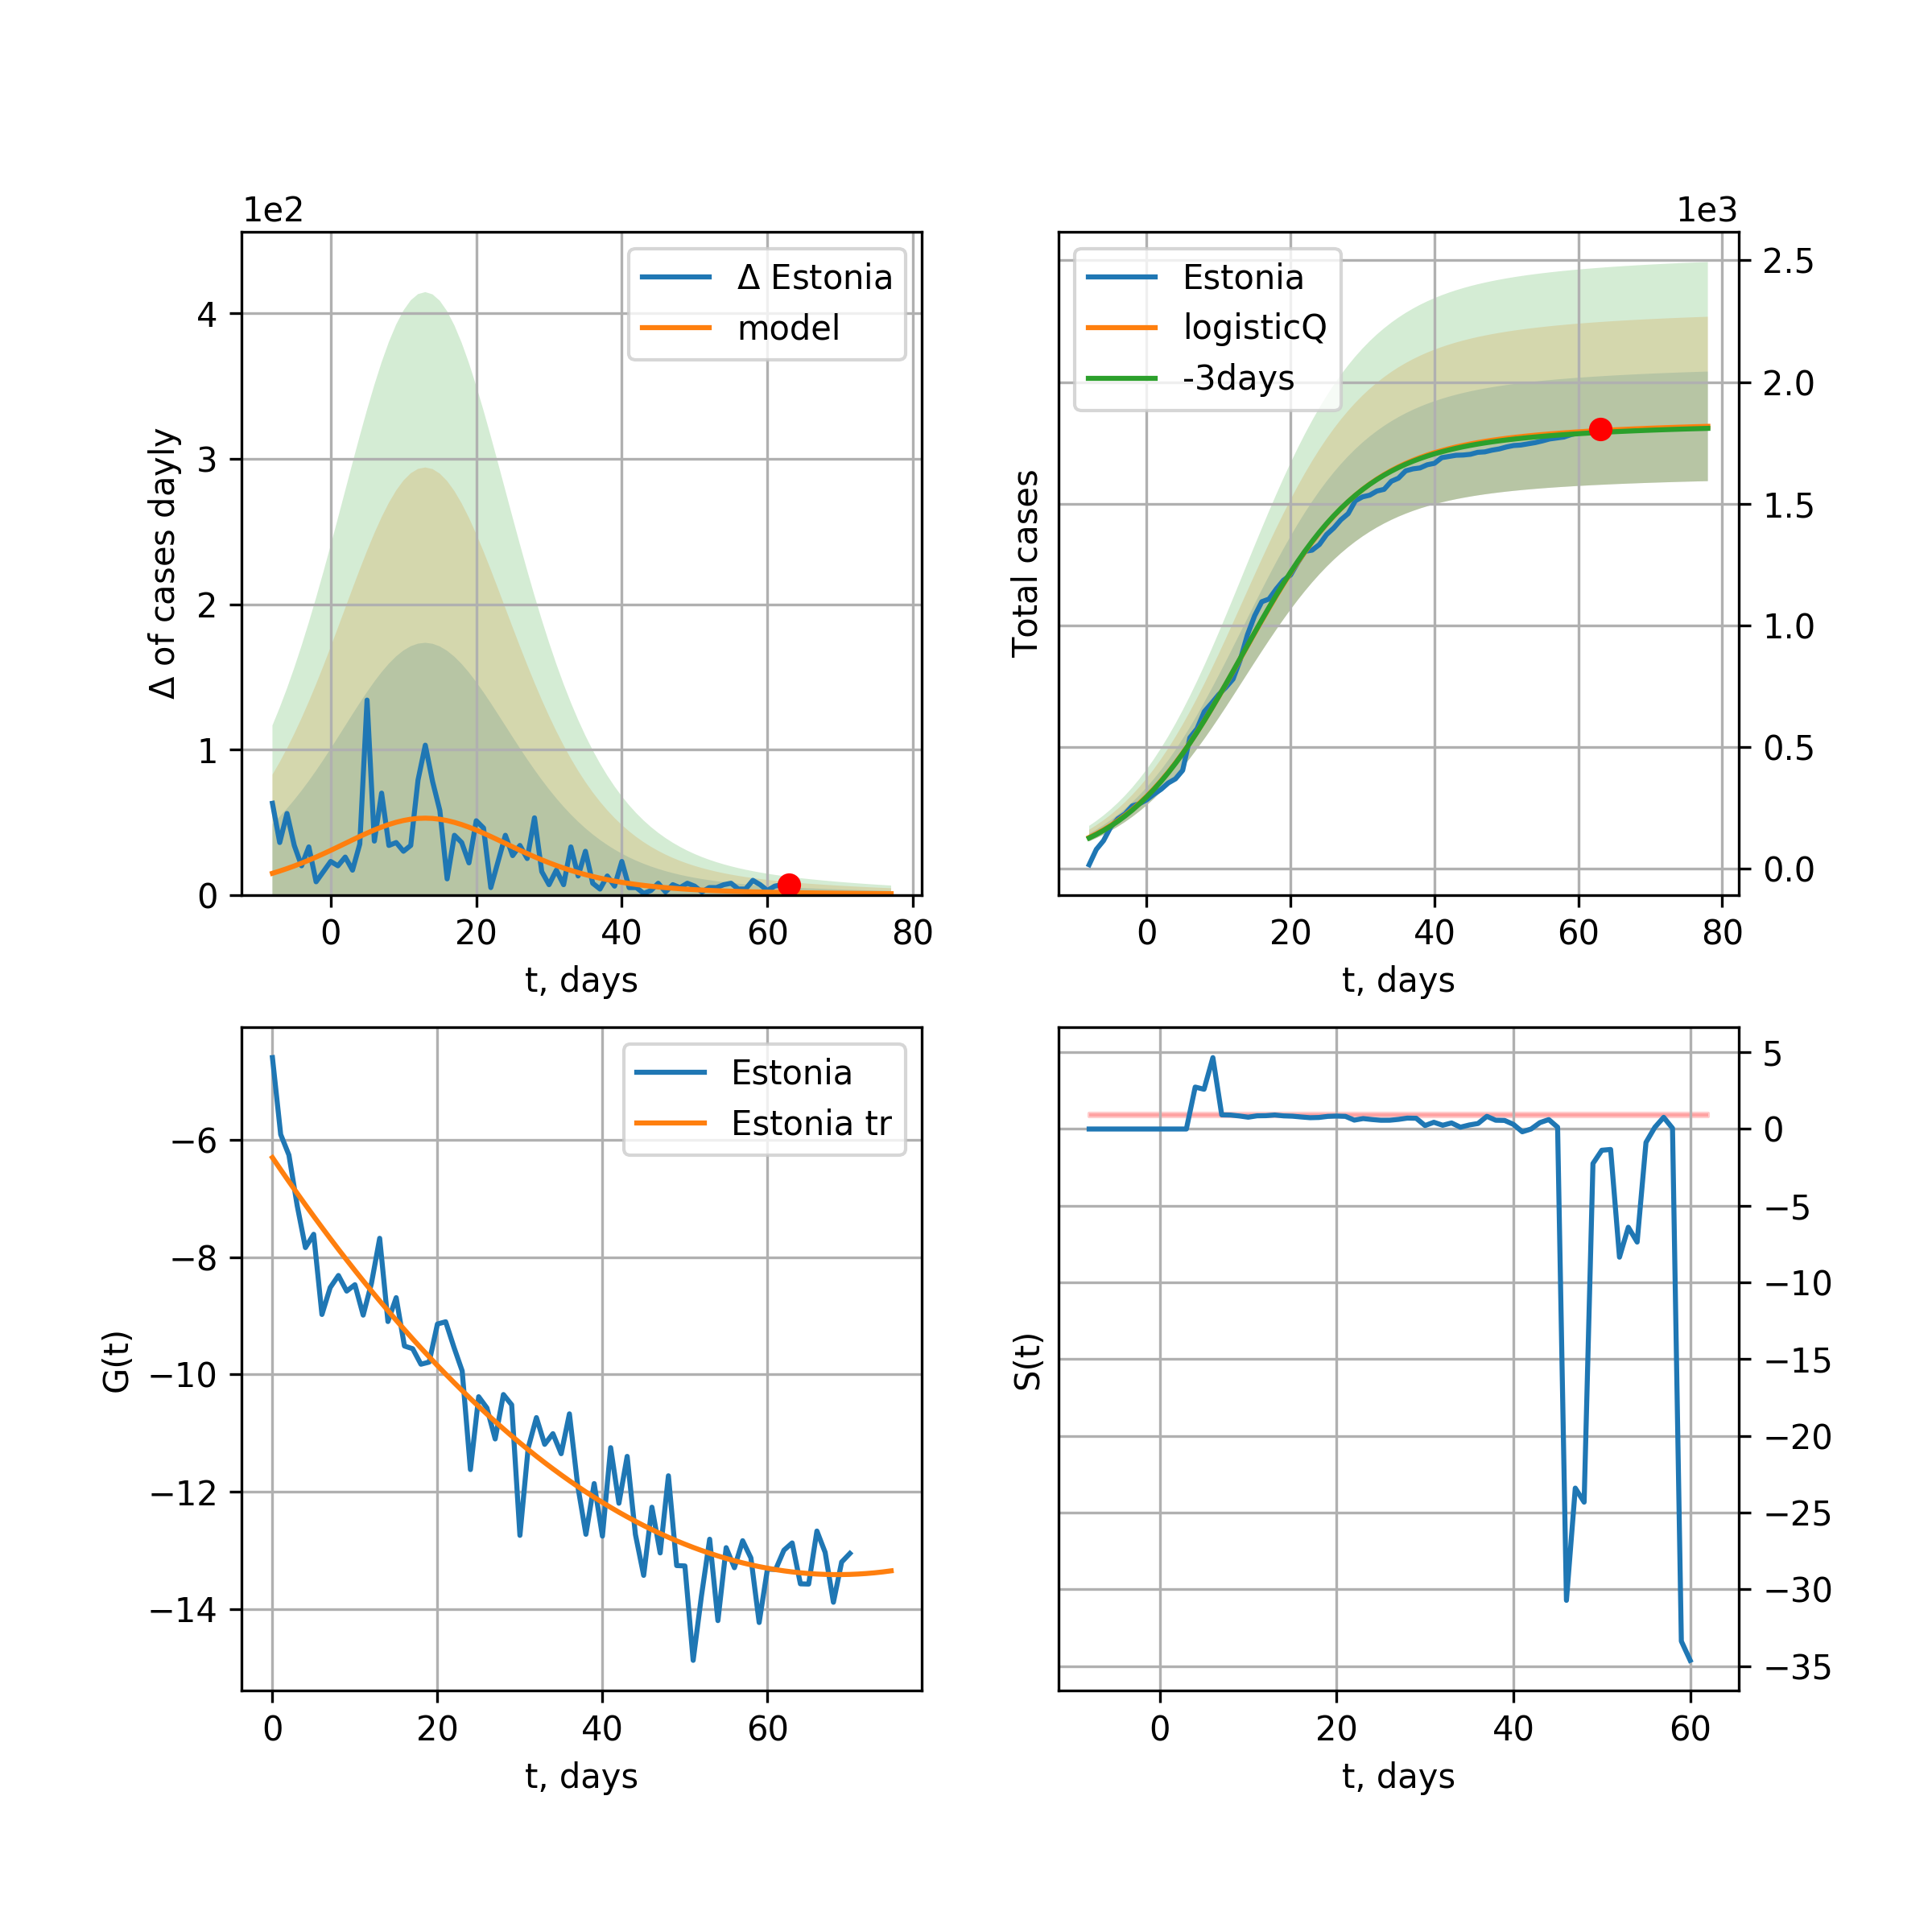 1e2
Δ of cases dayly
4
3
2
1
0
Δ Estonia
model
0 20 40 60 80
t, days
1e3
Total cases
Estonia
logisticQ
-3days
2.5
2.0
1.5
1.0
0.5
0.0
0 20 40 60 80
t, days
G(t)
−6
−8
−10
−12
−14
Estonia
Estonia tr
0 20 40 60
t, days
S(t)
5
0
−5
−10
−15
−20
−25
−30
−35
0 20 40 60
t, days